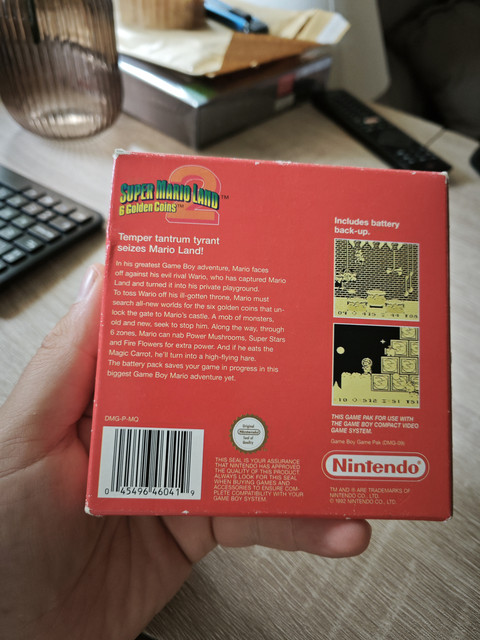 SUPER MARIO LAND™
2
6 Golden Coins™
Temper tantrum tyrant
seizes Mario Land!
In his greatest Game Boy adventure, Mario faces
off against his evil rival Wario, who has captured Mario
Land and turned it into his private playground.
To toss Wario off his ill-gotten throne, Mario must
search all-new worlds for the six golden coins that un-
lock the gate to Mario's castle. A mob of monsters,
old and new, seek to stop him. Along the way, through
6 zones, Mario can nab Power Mushrooms, Super Stars
and Fire Flowers for extra power. And if he eats the
Magic Carrot, he'll turn into a high-flying hare.
The battery pack saves your game in progress in this
biggest Game Boy Mario adventure yet.
Includes battery
back-up.
THIS GAME PAK FOR USE WITH
THE GAME BOY COMPACT VIDEO
GAME SYSTEM.
Game Boy Game Pak (DMG-06)
Nintendo®
TM AND ® ARE TRADEMARKS OF
NINTENDO CO., LTD.
© 1992 NINTENDO CO., LTD.
DMG-P-MQ
0 45496 46041 9
Original
Nintendo
Seal of
Quality
THIS SEAL IS YOUR ASSURANCE
THAT NINTENDO HAS APPROVED
THE QUALITY OF THIS PRODUCT.
ALWAYS LOOK FOR THIS SEAL
WHEN BUYING GAMES AND
ACCESSORIES TO ENSURE COM-
PLETE COMPATIBILITY WITH YOUR
GAME SYSTEM.